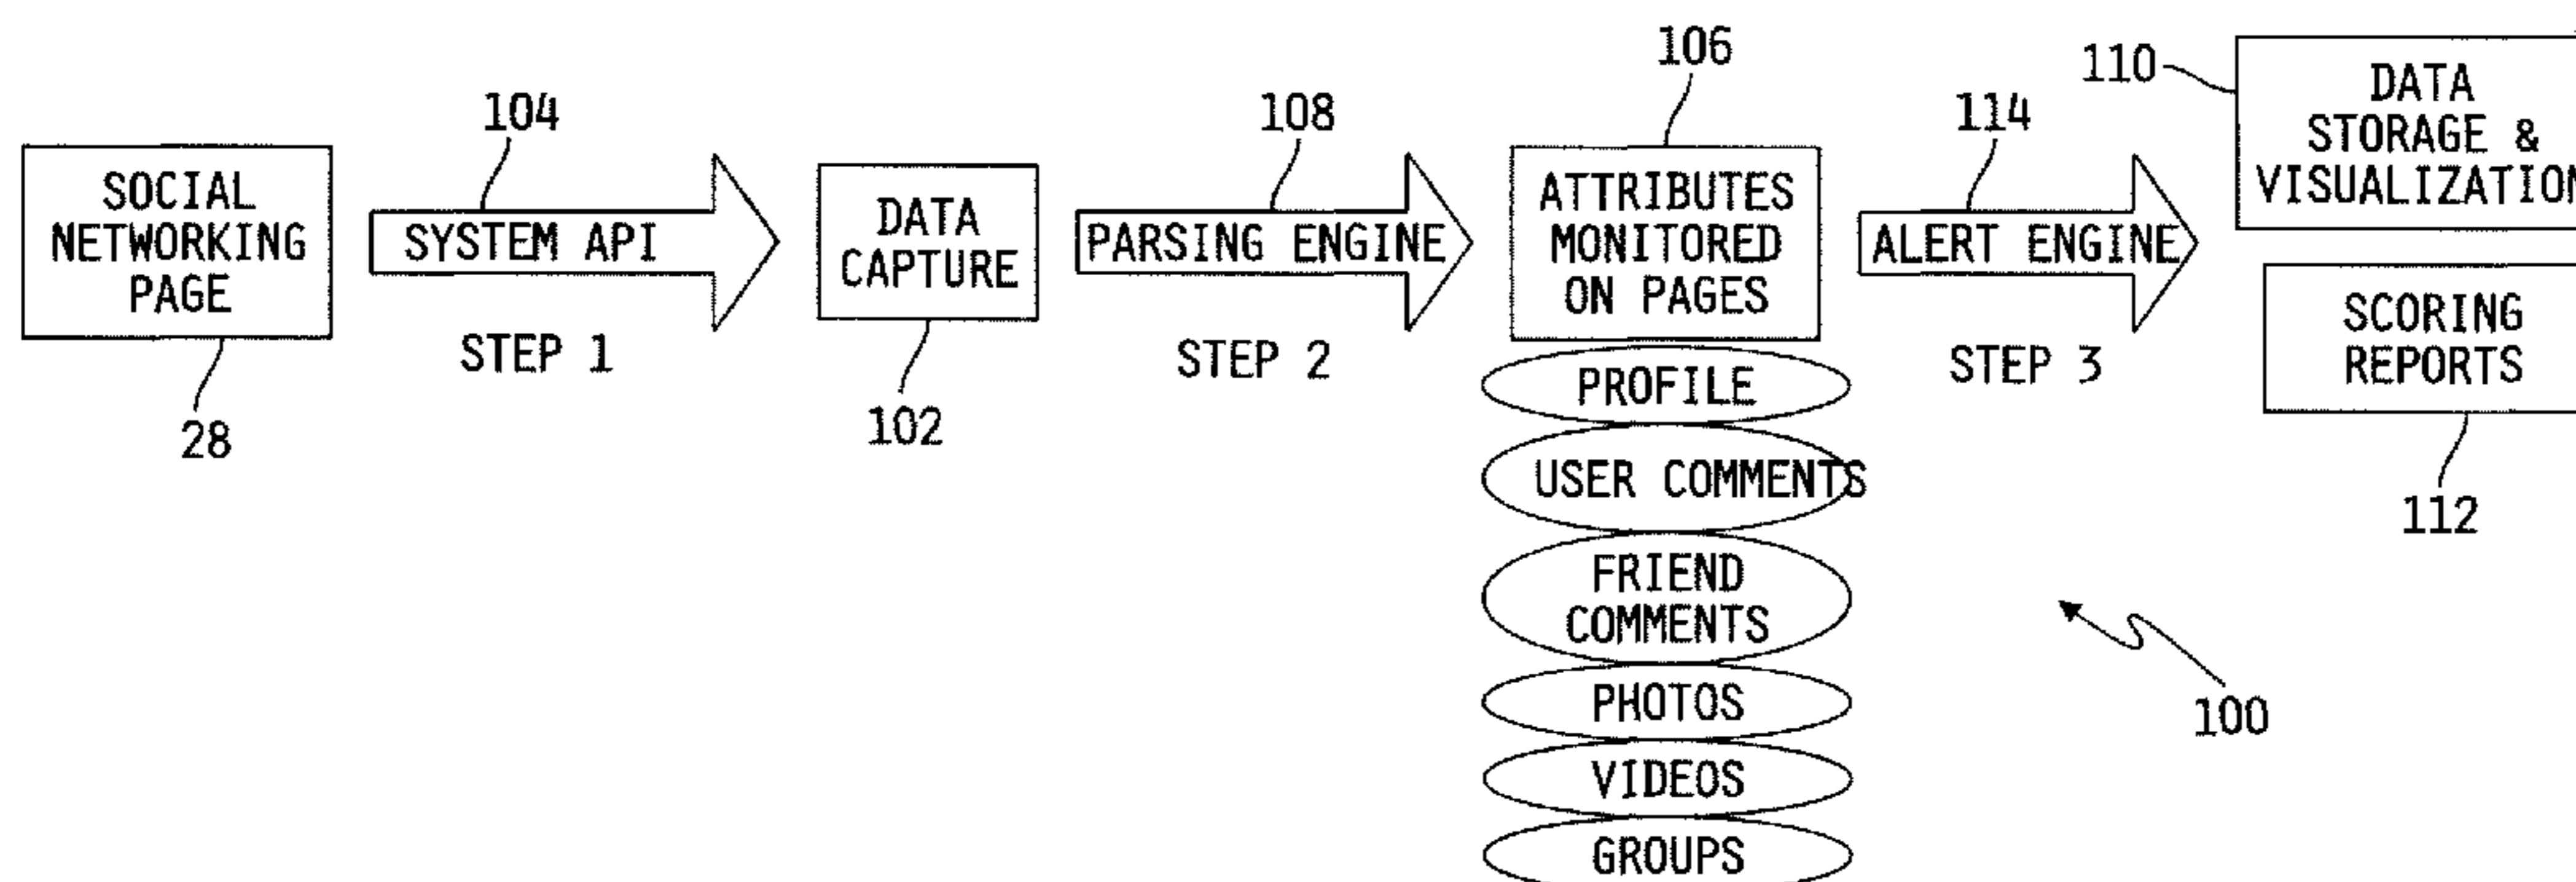 106
110
DATA
STORAGE &
VISUALIZATION
104
108
114
SOCIAL
NETWORKING
PAGE
SYSTEM API
DATA
CAPTURE
PARSING ENGINE
ATTRIBUTES
MONITORED
ON PAGES
ALERT ENGINE
SCORING
REPORTS
STEP 1
STEP 2
STEP 3
28
102
112
PROFILE
USER COMMENTS
FRIEND
COMMENTS
PHOTOS
VIDEOS
GROUPS
100